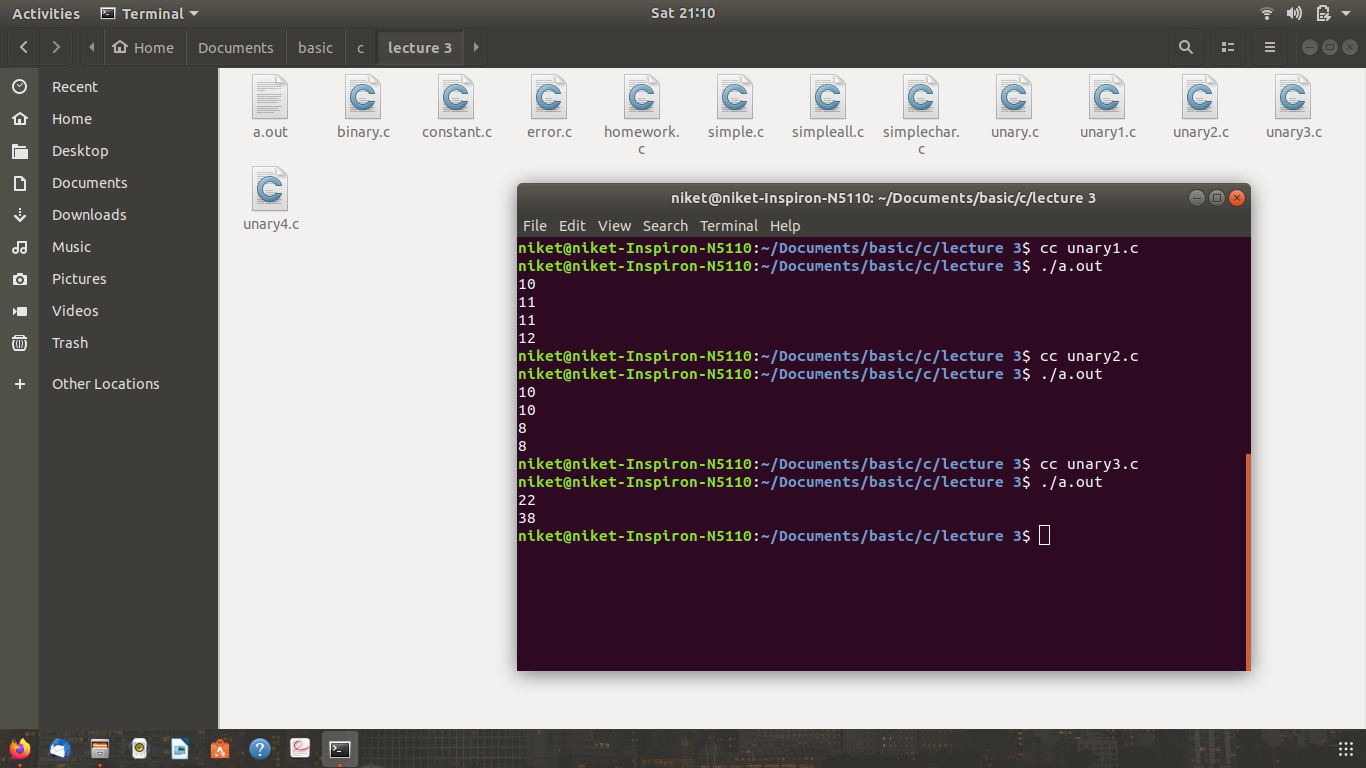 Activities Terminal Sat 21:10
Home Documents basic c lecture 3
Recent
Home
Desktop
Documents
Downloads
Music
Pictures
Videos
Trash
Other Locations
a.out binary.c constant.c error.c homework. simple.c simpleall.c simplechar. unary.c unary1.c unary2.c unary3.c
c c
unary4.c
niket@niket-Inspiron-N5110: ~/Documents/basic/c/lecture 3
File Edit View Search Terminal Help
niket@niket-Inspiron-N5110:~/Documents/basic/c/lecture 3$ cc unary1.c
niket@niket-Inspiron-N5110:~/Documents/basic/c/lecture 3$ ./a.out
10
11
11
12
niket@niket-Inspiron-N5110:~/Documents/basic/c/lecture 3$ cc unary2.c
niket@niket-Inspiron-N5110:~/Documents/basic/c/lecture 3$ ./a.out
10
10
8
8
niket@niket-Inspiron-N5110:~/Documents/basic/c/lecture 3$ cc unary3.c
niket@niket-Inspiron-N5110:~/Documents/basic/c/lecture 3$ ./a.out
22
38
niket@niket-Inspiron-N5110:~/Documents/basic/c/lecture 3$